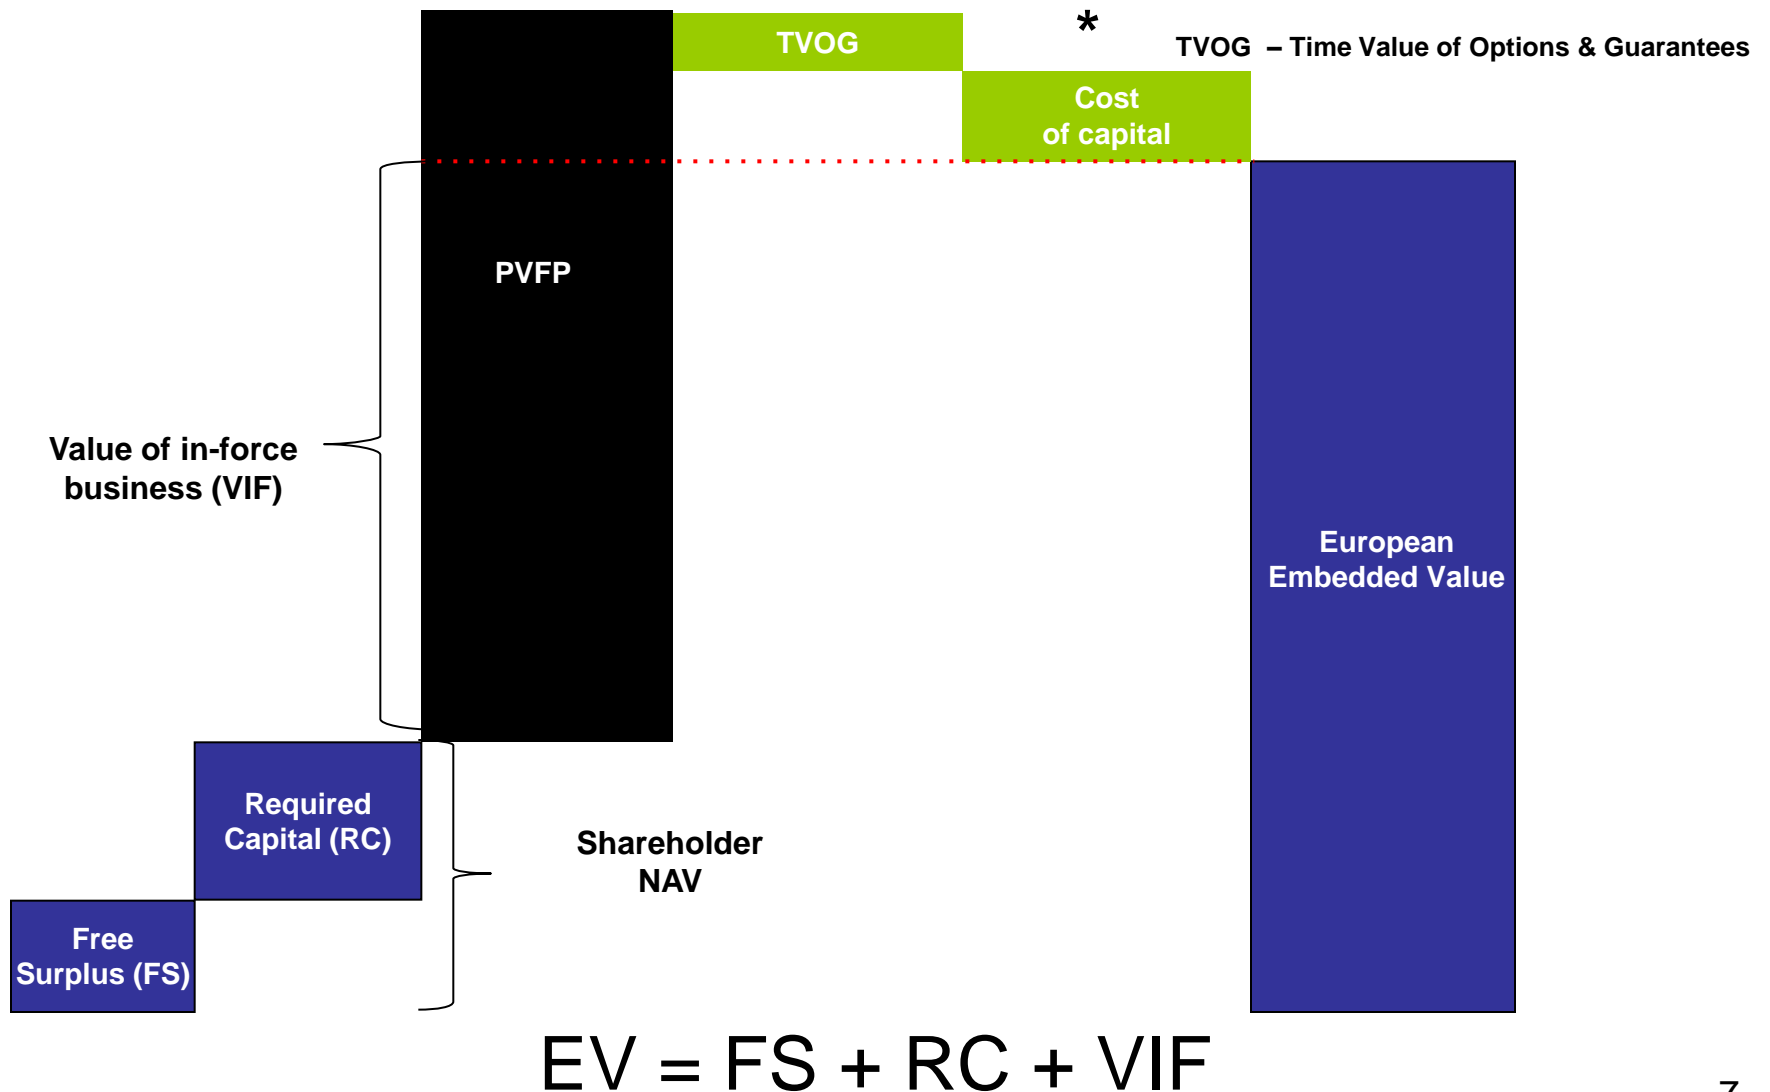 TVOG
*
TVOG – Time Value of Options & Guarantees
Cost
of capital
PVFP
Value of in-force
business (VIF)
European
Embedded Value
Required
Capital (RC)
Shareholder
NAV
Free
Surplus (FS)
EV = FS + RC + VIF